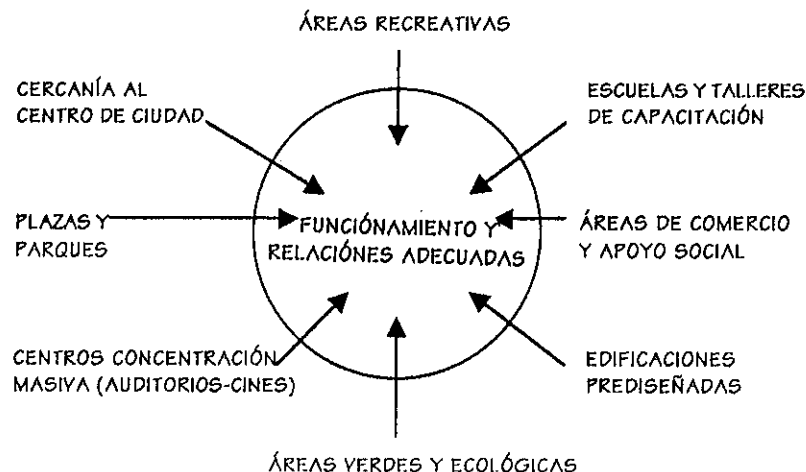 ÁREAS RECREATIVAS
CERCANÍA AL
CENTRO DE CIUDAD
ESCUELAS Y TALLERES
DE CAPACITACIÓN
PLAZAS Y
PARQUES
FUNCIÓNAMIENTO Y
RELACIÓNES ADECUADAS
ÁREAS DE COMERCIO
Y APOYO SOCIAL
CENTROS CONCENTRACIÓN
MASIVA (AUDITORIOS-CINES)
EDIFICACIONES
PREDISEÑADAS
ÁREAS VERDES Y ECOLÓGICAS